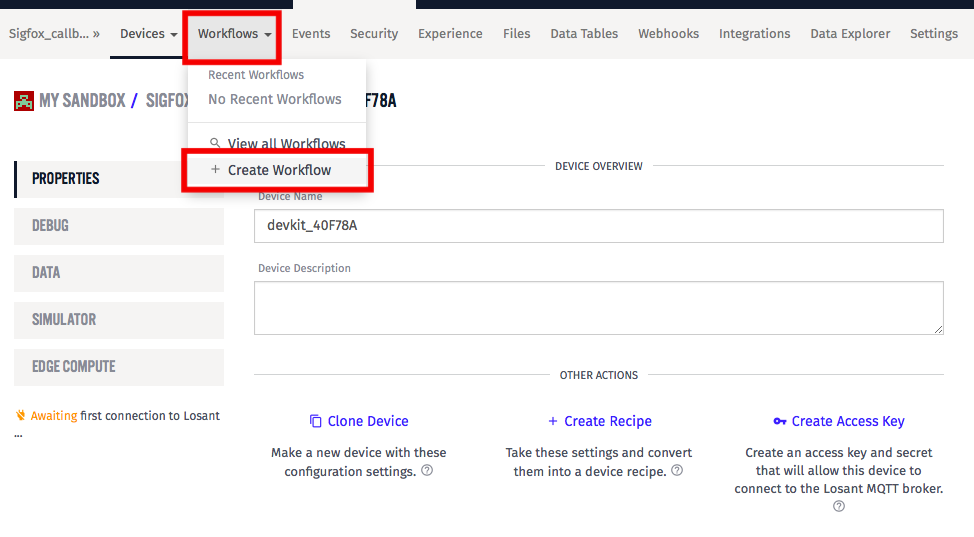 Sigfox_callb... » Devices Workflows Events Security Experience Files Data Tables Webhooks Integrations Data Explorer Settings
Recent Workflows
No Recent Workflows
View all Workflows
+ Create Workflow
MY SANDBOX / SIGFOX F78A
PROPERTIES
DEBUG
DATA
SIMULATOR
EDGE COMPUTE
Awaiting first connection to Losant
...
DEVICE OVERVIEW
Device Name
devkit_40F78A
Device Description
OTHER ACTIONS
Clone Device
Make a new device with these
configuration settings. ?
+ Create Recipe
Take these settings and convert
them into a device recipe. ?
Create Access Key
Create an access key and secret
that will allow this device to
connect to the Losant MQTT broker.
?